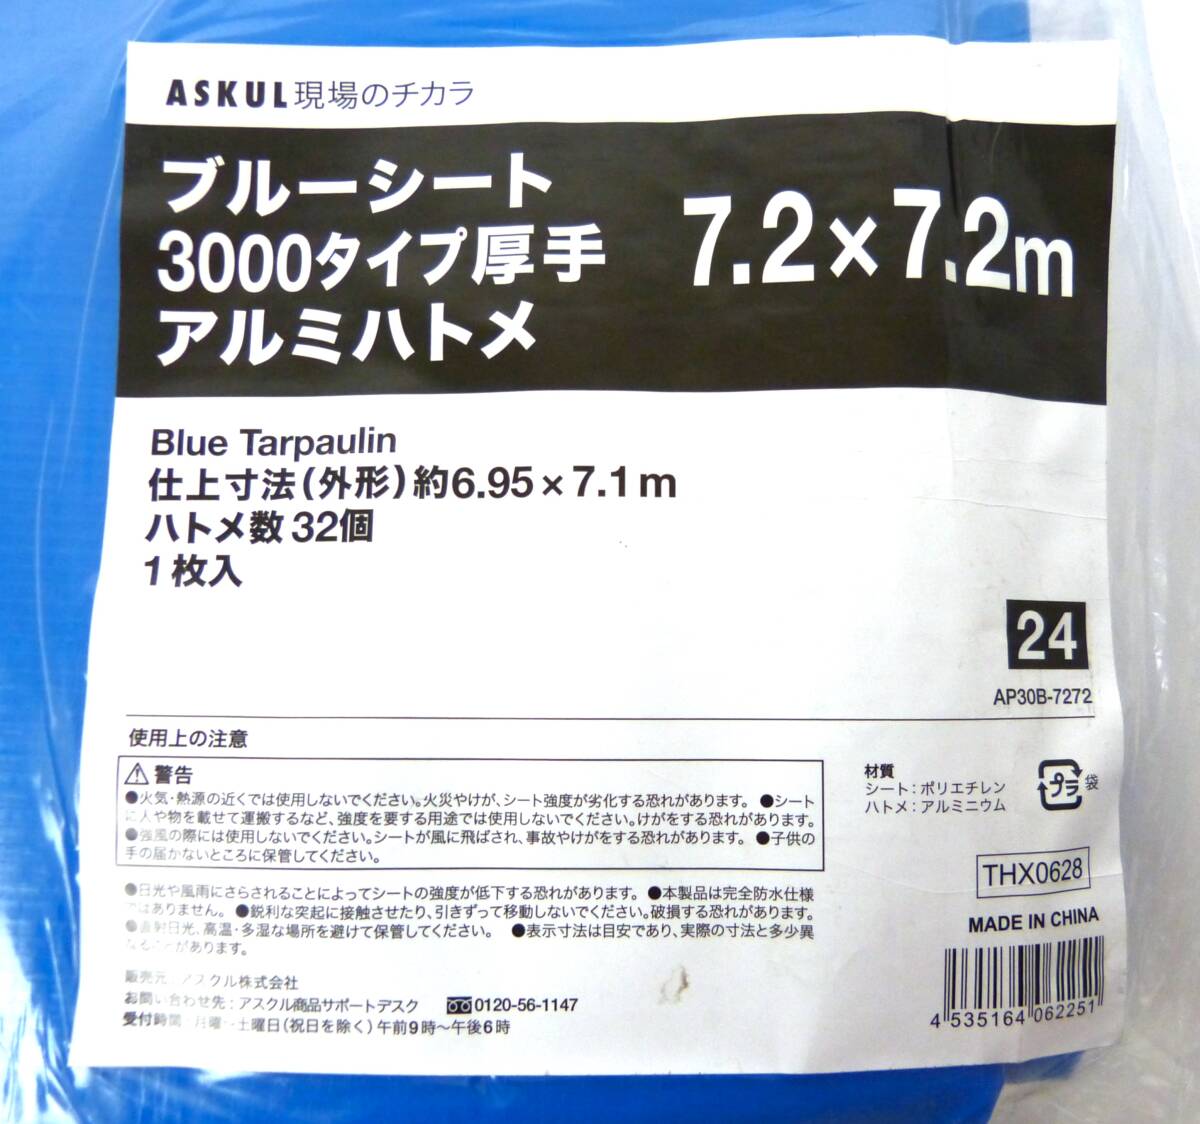 ASKUL現場のチカラ
ブルーシート
3000タイプ厚手
アルミハトメ
7.2×7.2m
Blue Tarpaulin
仕上寸法(外形)約6.95×7.1m
ハトメ数32個
1枚入
24
AP30B-7272
使用上の注意
⚠警告
●火気・熱源の近くでは使用しないでください。火災やけが、シート強度が劣化する恐れがあります。 ●シート
に人や物を載せて運搬するなど、強度を要する用途では使用しないでください。けがをする恐れがあります。
●強風の際には使用しないでください。シートが風に飛ばされ、事故やけがをする恐れがあります。 ●子供の
手の届かないところに保管してください。
●日光や風雨にさらされることによってシートの強度が低下する恐れがあります。 ●本製品は完全防水仕様
ではありません。 ●鋭利な突起に接触させたり、引きずって移動しないでください。破損する恐れがあります。
●直射日光、高温・多湿な場所を避けて保管してください。 ●表示寸法は目安であり、実際の寸法と多少異
なることがあります。
販売元:アスクル株式会社
お問い合わせ先:アスクル商品サポートデスク 0120-56-1147
受付時間:月曜~土曜日(祝日を除く)午前9時~午後6時
材質
シート:ポリエチレン
ハトメ:アルミニウム
プラ
袋
THX0628
MADE IN CHINA
4 535164 062251